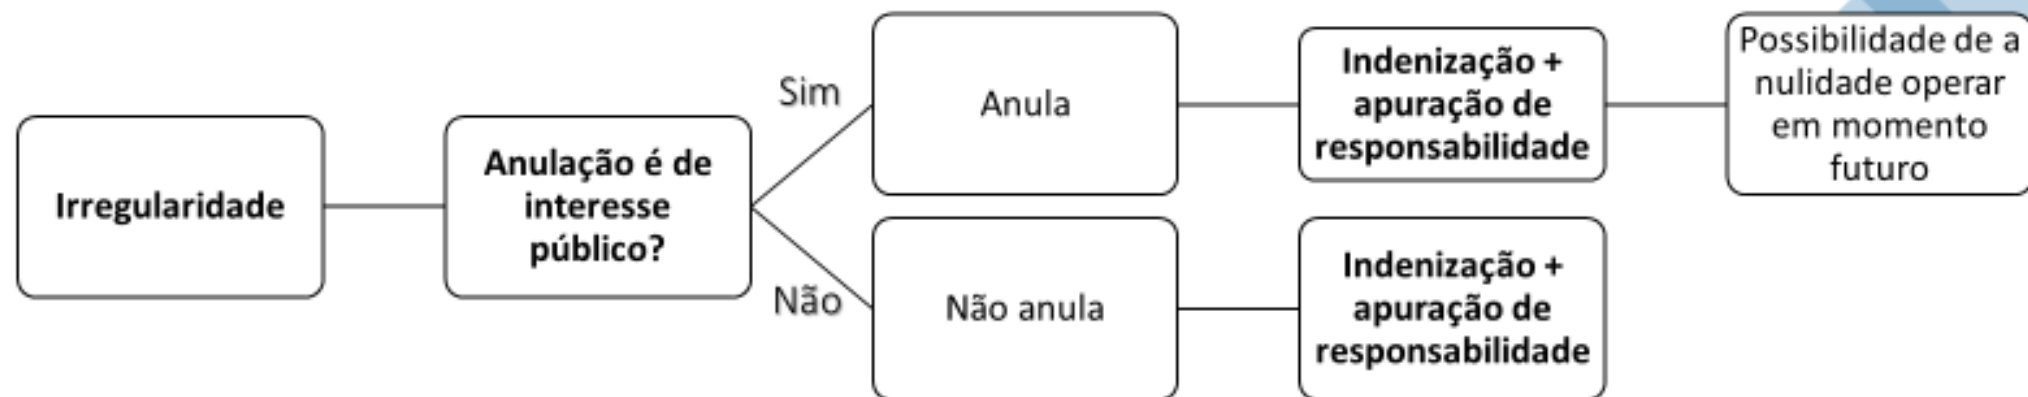 Irregularidade
Anulação é de
interesse
público?
Sim
Anula
Indenização +
apuração de
responsabilidade
Possibilidade de a
nulidade operar
em momento
futuro
Não
Não anula
Indenização +
apuração de
responsabilidade